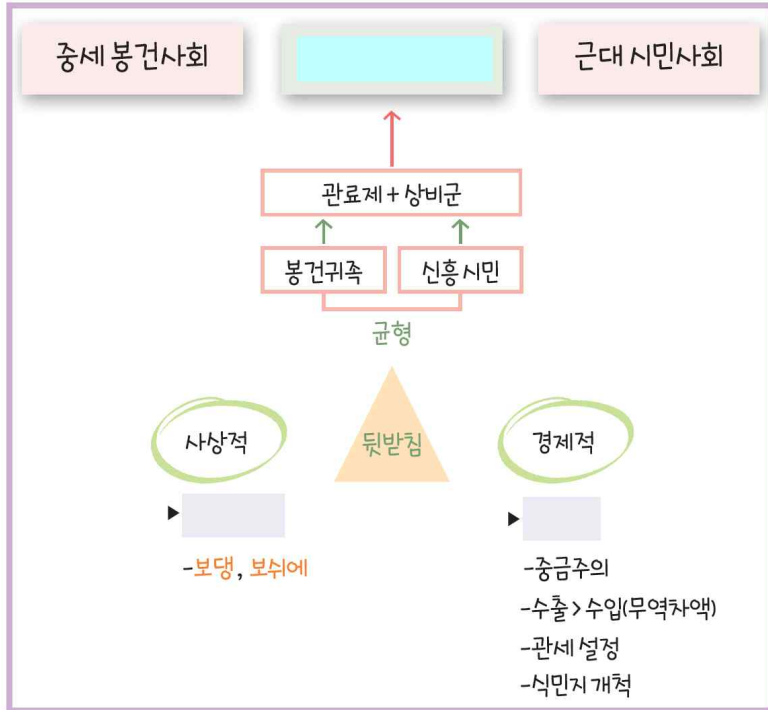 중세 봉건사회
근대 시민사회
관료제 + 상비군
봉건귀족
신흥시민
균형
뒷받침
사상적
경제적
▶
▶
-보댕, 보쉬에
-중금주의
-수출 > 수입(무역차액)
-관세 설정
-식민지 개척